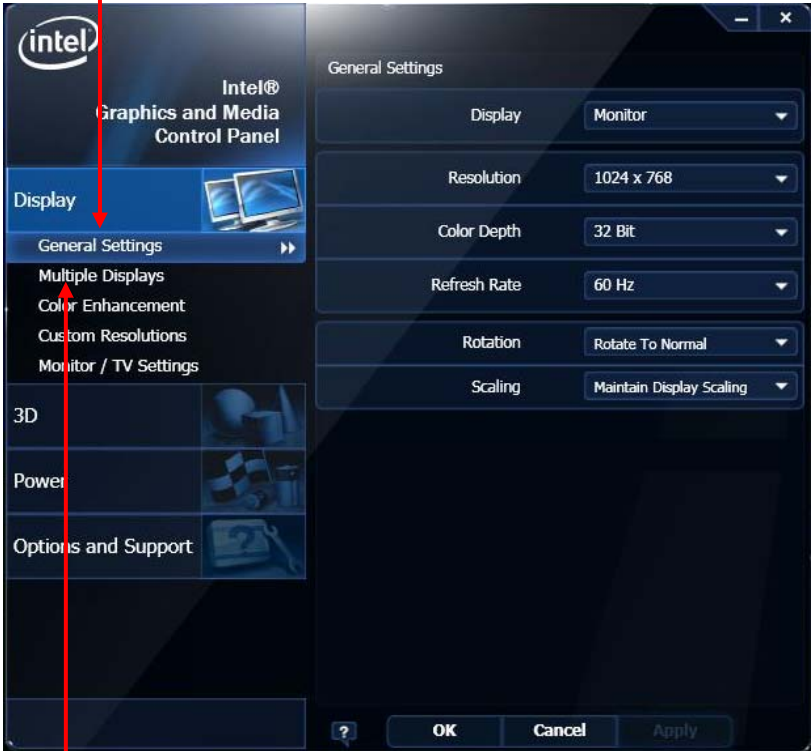 intel
Intel®
Graphics and Media
Control Panel
Display
General Settings
Multiple Displays
Color Enhancement
Custom Resolutions
Monitor / TV Settings
3D
Power
Options and Support
General Settings
Display Monitor
Resolution 1024 x 768
Color Depth 32 Bit
Refresh Rate 60 Hz
Rotation Rotate To Normal
Scaling Maintain Display Scaling
? OK Cancel Apply